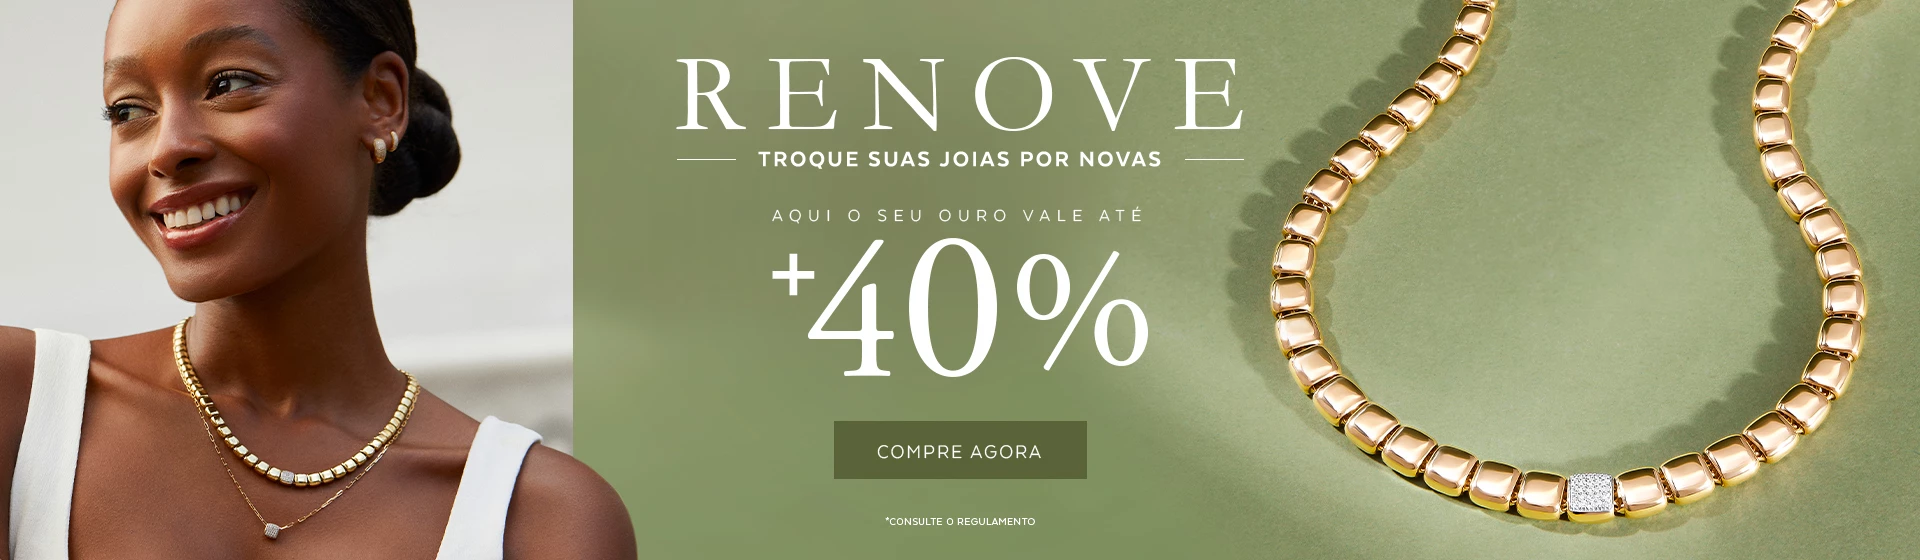 RENOVE
TROQUE SUAS JOIAS POR NOVAS
AQUI O SEU OURO VALE ATÉ
+40%
COMPRE AGORA
*CONSULTE O REGULAMENTO